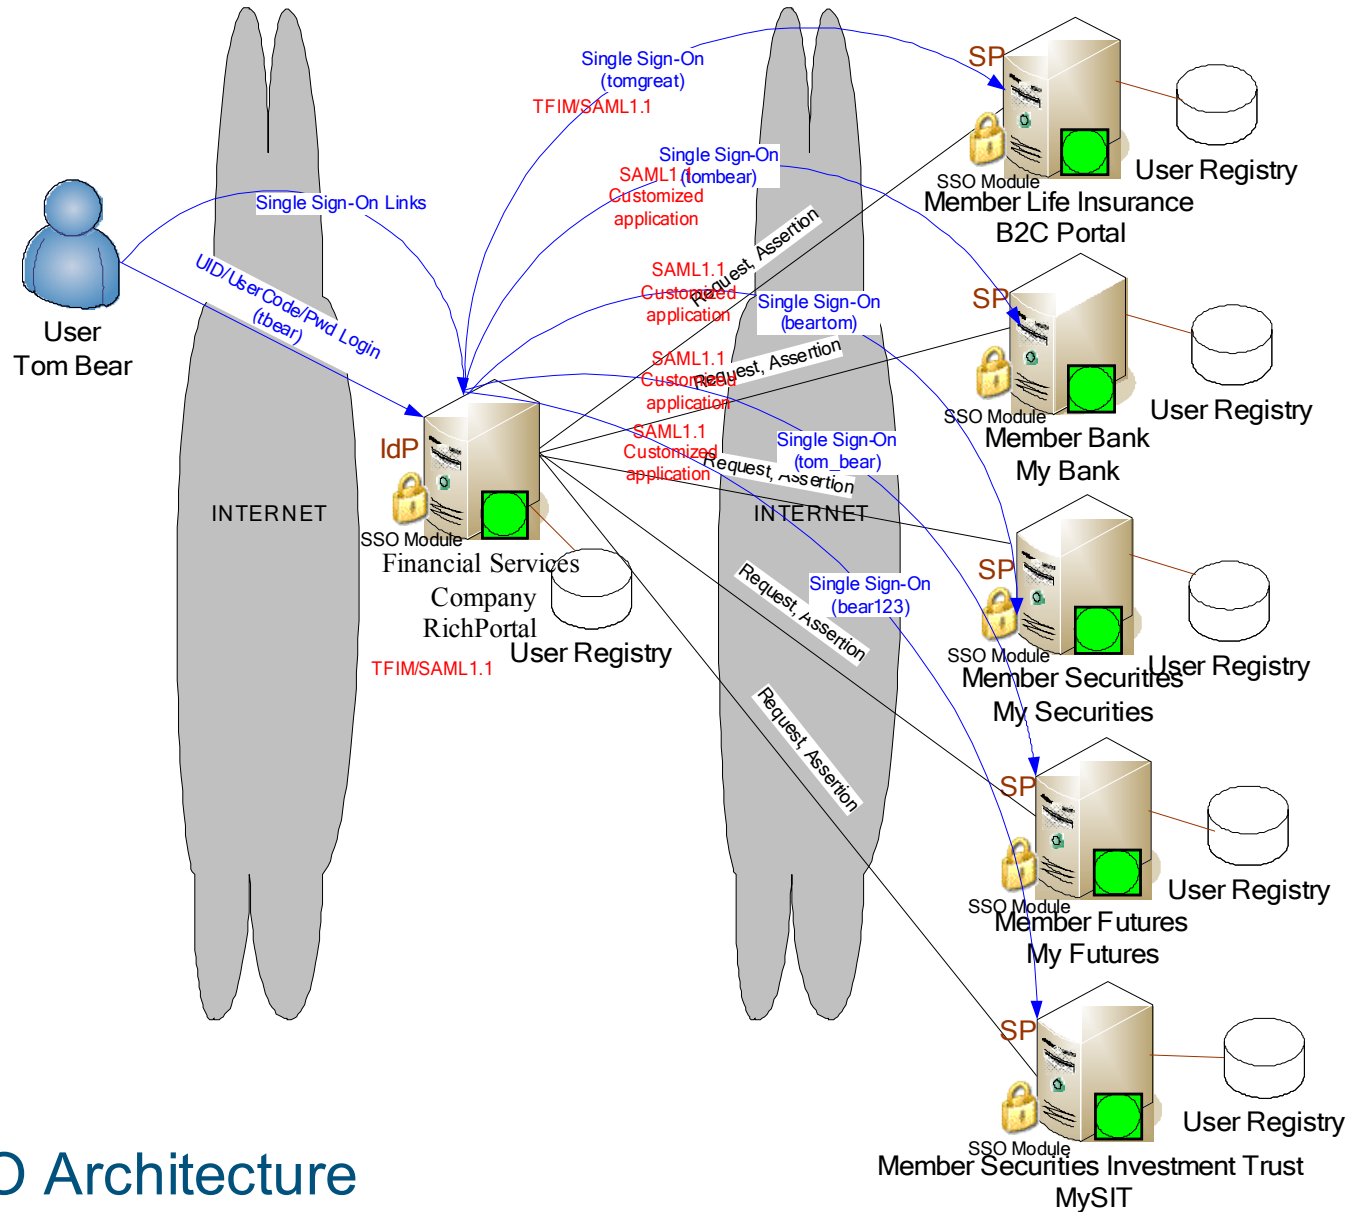 Single Sign-On
(tomgreat)
TFIM/SAML1.1
SP
SSO Module
User Registry
Member Life Insurance
B2C Portal
Single Sign-On
(tombear)
SAML1.1
Customized
application
Single Sign-On Links
UID/UserCode/Pwd Login
(tbear)
User
Tom Bear
Request, Assertion
SAML1.1
Customized
application
Single Sign-On
(beartom)
SP
SSO Module
User Registry
Member Bank
My Bank
Request, Assertion
SAML1.1
Customized
application
IdP
SSO Module
Financial Services
Company
RichPortal
User Registry
TFIM/SAML1.1
INTERNET
SAML1.1
Customized
application
Single Sign-On
(tom_bear)
Request, Assertion
INTERNET
SP
SSO Module
User Registry
Member Securities
My Securities
Request, Assertion
Single Sign-On
(bear123)
Request, Assertion
SP
SSO Module
User Registry
Member Futures
My Futures
SP
SSO Module
User Registry
Member Securities Investment Trust
MySIT
O Architecture